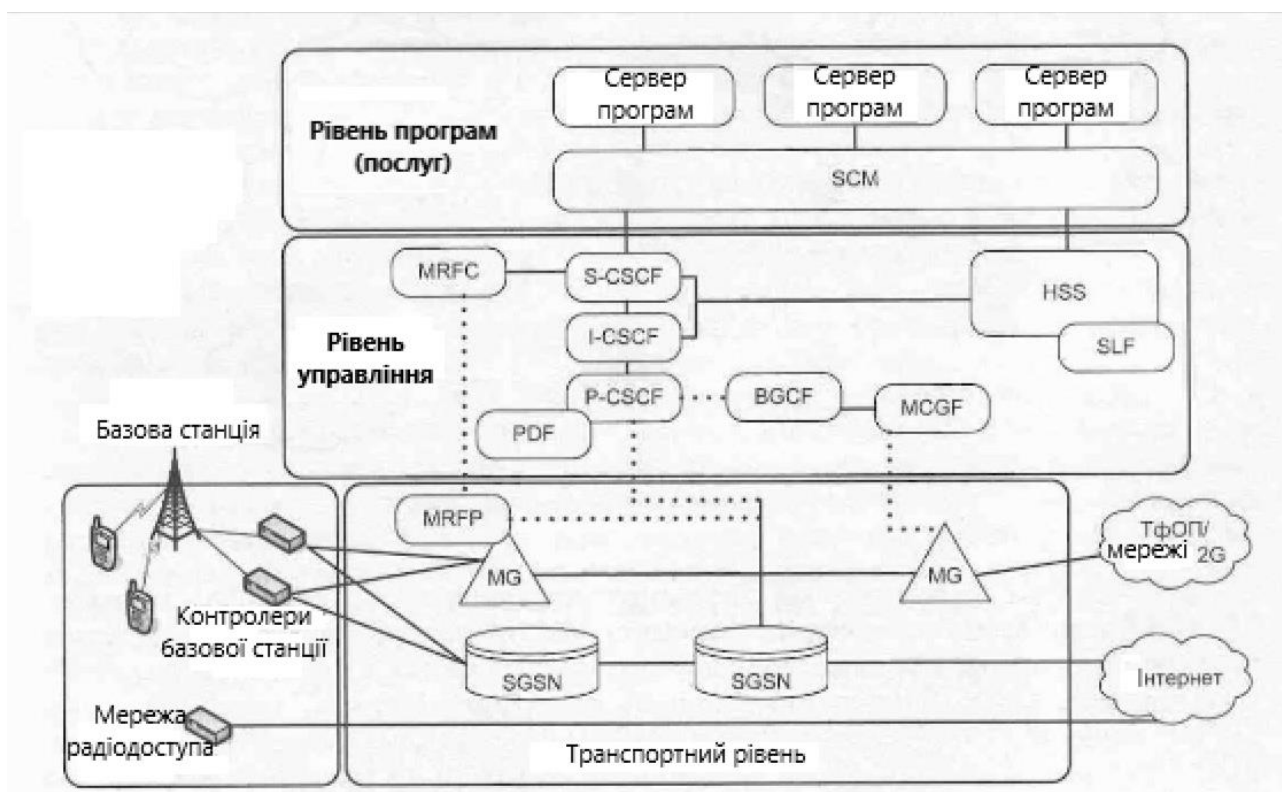 Сервер
програм
Сервер
програм
Сервер
програм
Рівень програм
(послуг)
SCM
MRFC
S-CSCF
HSS
I-CSCF
SLF
Рівень
управління
P-CSCF
BGCF
MCGF
PDF
Базова станція
MRFP
MG
MG
ТфОП/
мережі 2G
Контролери
базової станції
SGSN
SGSN
Інтернет
Мережа
радіодоступа
Транспортний рівень